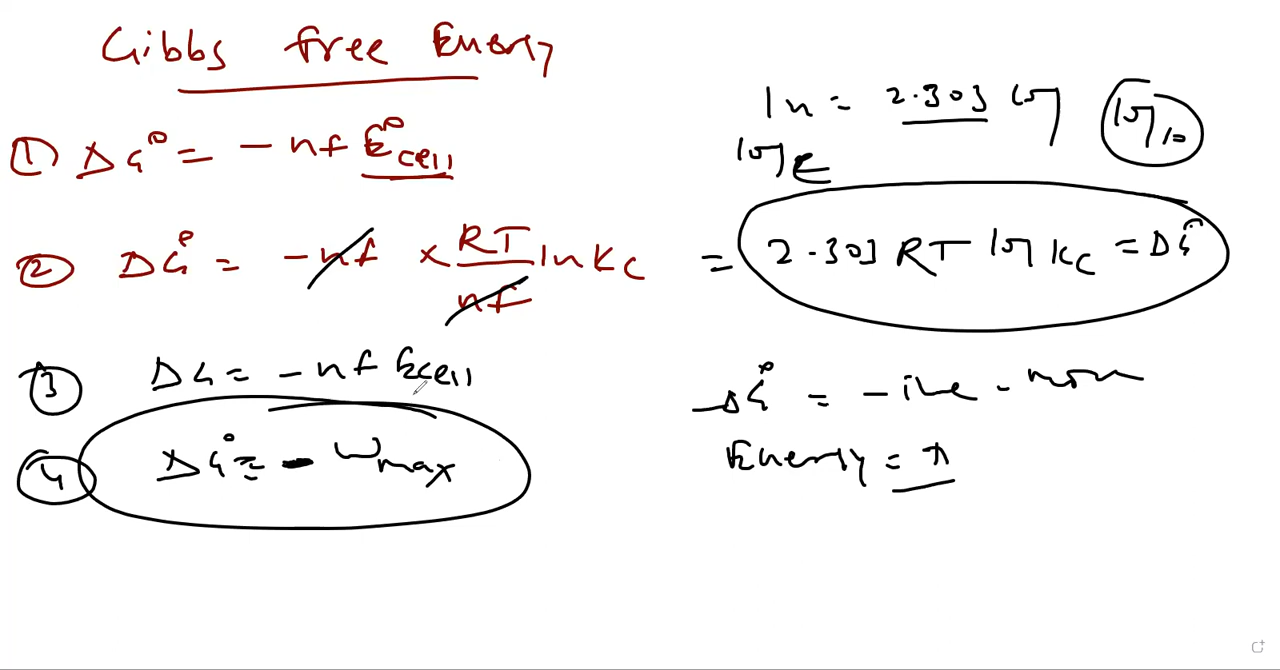 Gibbs free Energy
① ΔG° = - nf E°cell
② ΔG° = - nf × RT/nf ln Kc = 2.303 RT log Kc = ΔG°
③ ΔG = - nf Ecell
④ ΔG° = - Wmax
ln = 2.303 log log10
log E
ΔG° = - ive -
Energy =